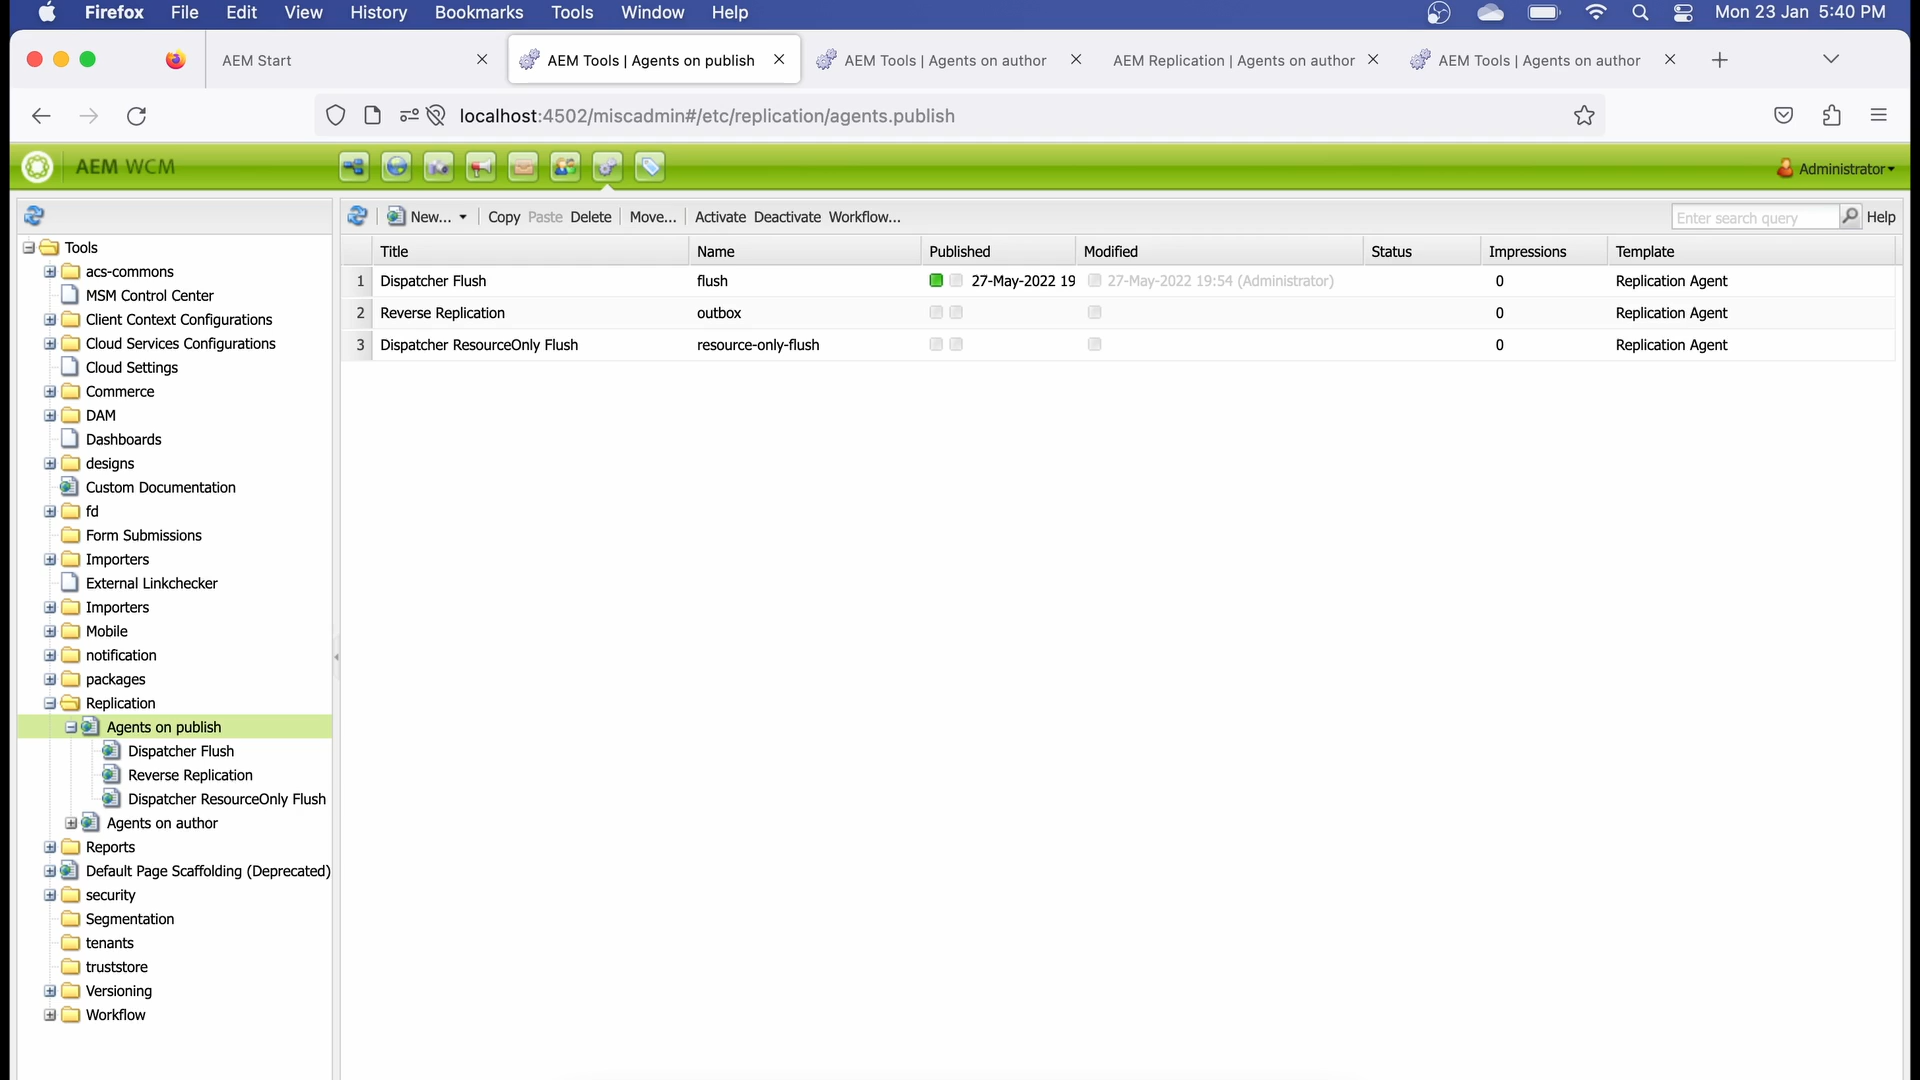 Firefox File Edit View History Bookmarks Tools Window Help Mon 23 Jan 5:40 PM
AEM Start AEM Tools | Agents on publish AEM Tools | Agents on author AEM Replication | Agents on author AEM Tools | Agents on author
localhost:4502/miscadmin#/etc/replication/agents.publish
AEM WCM Administrator
New... Copy Paste Delete Move... Activate Deactivate Workflow... Enter search query Help
Title Name Published Modified Status Impressions Template
1 Dispatcher Flush flush 27-May-2022 19 27-May-2022 19:54 (Administrator) 0 Replication Agent
2 Reverse Replication outbox 0 Replication Agent
3 Dispatcher ResourceOnly Flush resource-only-flush 0 Replication Agent
Tools
acs-commons
MSM Control Center
Client Context Configurations
Cloud Services Configurations
Cloud Settings
Commerce
DAM
Dashboards
designs
Custom Documentation
fd
Form Submissions
Importers
External Linkchecker
Importers
Mobile
notification
packages
Replication
Agents on publish
Dispatcher Flush
Reverse Replication
Dispatcher ResourceOnly Flush
Agents on author
Reports
Default Page Scaffolding (Deprecated)
security
Segmentation
tenants
truststore
Versioning
Workflow